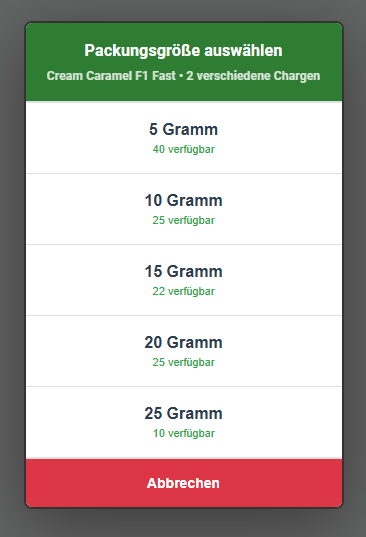 Packungsgröße auswählen
Cream Caramel F1 Fast • 2 verschiedene Chargen
5 Gramm
40 verfügbar
10 Gramm
25 verfügbar
15 Gramm
22 verfügbar
20 Gramm
25 verfügbar
25 Gramm
10 verfügbar
Abbrechen